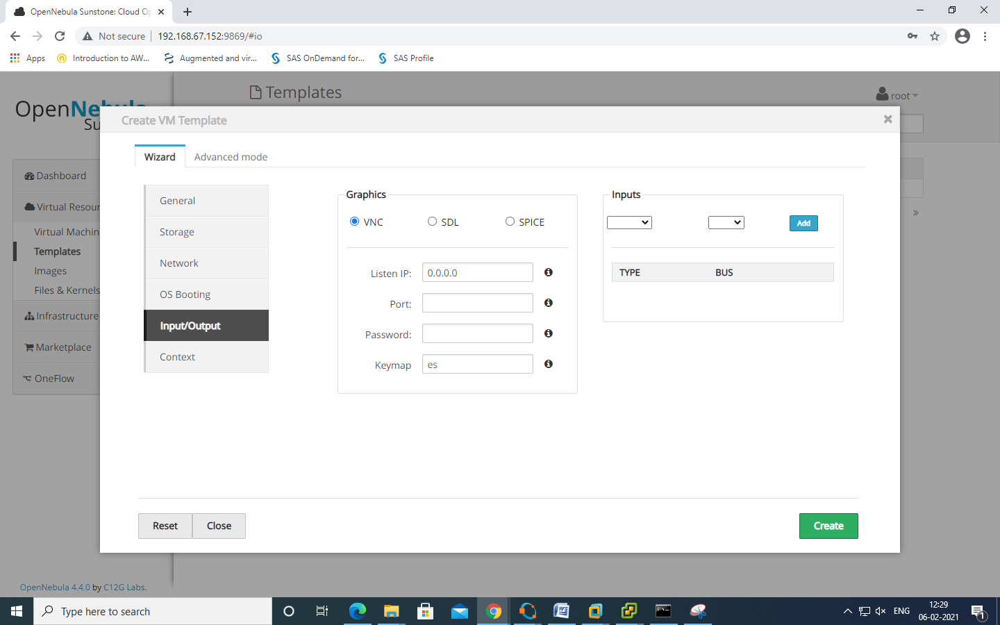 OpenNebula Sunstone: Cloud Op
Not secure
192.168.67.152:9869/#io
Apps
Introduction to AW...
Augmented and vir...
SAS OnDemand for...
SAS Profile
Templates
root
Create VM Template
Wizard
Advanced mode
Dashboard
Virtual Resour
Virtual Machin
Templates
Images
Files & Kernels
Infrastructure
Marketplace
OneFlow
General
Storage
Network
OS Booting
Input/Output
Context
Graphics
VNC
SDL
SPICE
Listen IP:
0.0.0.0
Port:
Password:
Keymap
es
Inputs
Add
TYPE
BUS
Reset
Close
Create
OpenNebula 4.4.0 by C12G Labs.
Type here to search
ENG
12:29
06-02-2021
1